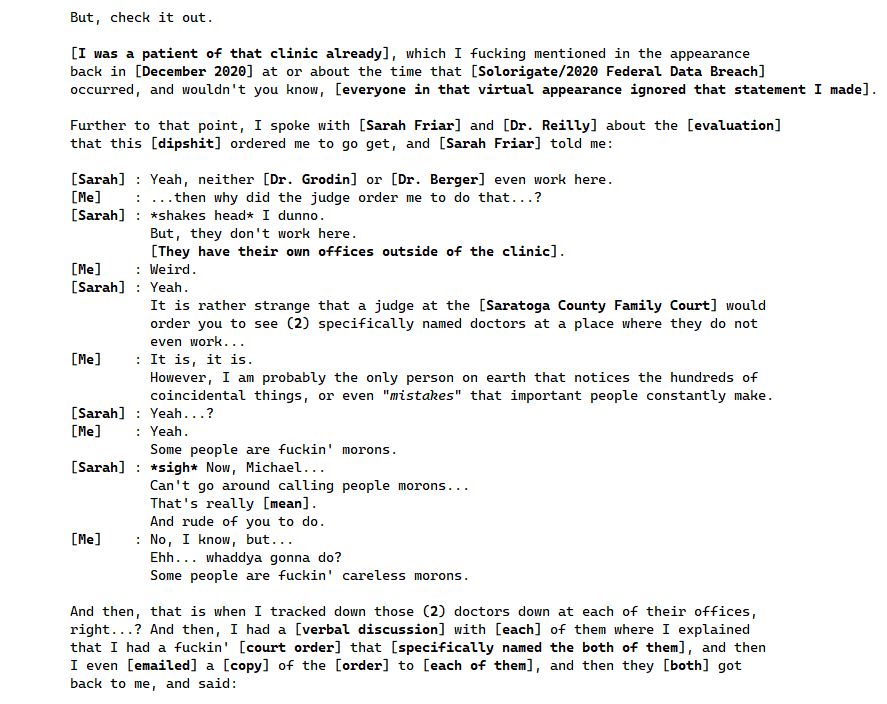 But, check it out.
[I was a patient of that clinic already], which I fucking mentioned in the appearance
back in [December 2020] at or about the time that [Solorigate/2020 Federal Data Breach]
occurred, and wouldn't you know, [everyone in that virtual appearance ignored that statement I made].
Further to that point, I spoke with [Sarah Friar] and [Dr. Reilly] about the [evaluation]
that this [dipshit] ordered me to go get, and [Sarah Friar] told me:
[Sarah] : Yeah, neither [Dr. Grodin] or [Dr. Berger] even work here.
[Me]    : ...then why did the judge order me to do that...?
[Sarah] : *shakes head* I dunno.
But, they don't work here.
[They have their own offices outside of the clinic].
[Me]    : Weird.
[Sarah] : Yeah.
It is rather strange that a judge at the [Saratoga County Family Court] would
order you to see (2) specifically named doctors at a place where they do not
even work...
[Me]    : It is, it is.
However, I am probably the only person on earth that notices the hundreds of
coincidental things, or even "mistakes" that important people constantly make.
[Sarah] : Yeah...?
[Me]    : Yeah.
Some people are fuckin' morons.
[Sarah] : *sigh* Now, Michael...
Can't go around calling people morons...
That's really [mean].
And rude of you to do.
[Me]    : No, I know, but...
Ehh... whaddya gonna do?
Some people are fuckin' careless morons.
And then, that is when I tracked down those (2) doctors down at each of their offices,
right...? And then, I had a [verbal discussion] with [each] of them where I explained
that I had a fuckin' [court order] that [specifically named the both of them], and then
I even [emailed] a [copy] of the [order] to [each of them], and then they [both] got
back to me, and said: